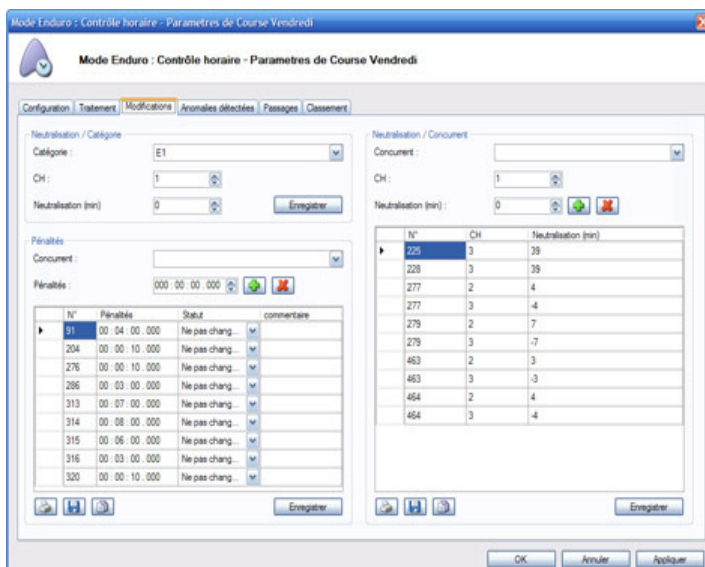 Mode Enduro : Contrôle horaire - Parametres de Course Vendredi
Mode Enduro : Contrôle horaire - Parametres de Course Vendredi
Configuration Traitement Modifications Anomalies détectées Passages Classement
Neutralisation / Catégorie
Catégorie : E1
CH : 1
Neutralisation (min) 0 Enregistrer
Pénalités
Concurrent :
Pénalités : 000 : 00 : 00 . 000
N° Pénalités Statut commentaire
91 00 : 04 : 00 . 000 Ne pas chang...
204 00 : 00 : 10 . 000 Ne pas chang...
276 00 : 00 : 10 . 000 Ne pas chang...
286 00 : 03 : 00 . 000 Ne pas chang...
313 00 : 07 : 00 . 000 Ne pas chang...
314 00 : 08 : 00 . 000 Ne pas chang...
315 00 : 06 : 00 . 000 Ne pas chang...
316 00 : 03 : 00 . 000 Ne pas chang...
320 00 : 00 : 10 . 000 Ne pas chang...
Enregistrer
Neutralisation / Concurrent
Concurrent :
CH : 1
Neutralisation (min) : 0
N° CH Neutralisation (min)
225 3 39
228 3 39
277 2 4
277 3 -4
279 2 7
279 3 -7
463 2 3
463 3 -3
464 2 4
464 3 -4
Enregistrer
OK Annuler Appliquer